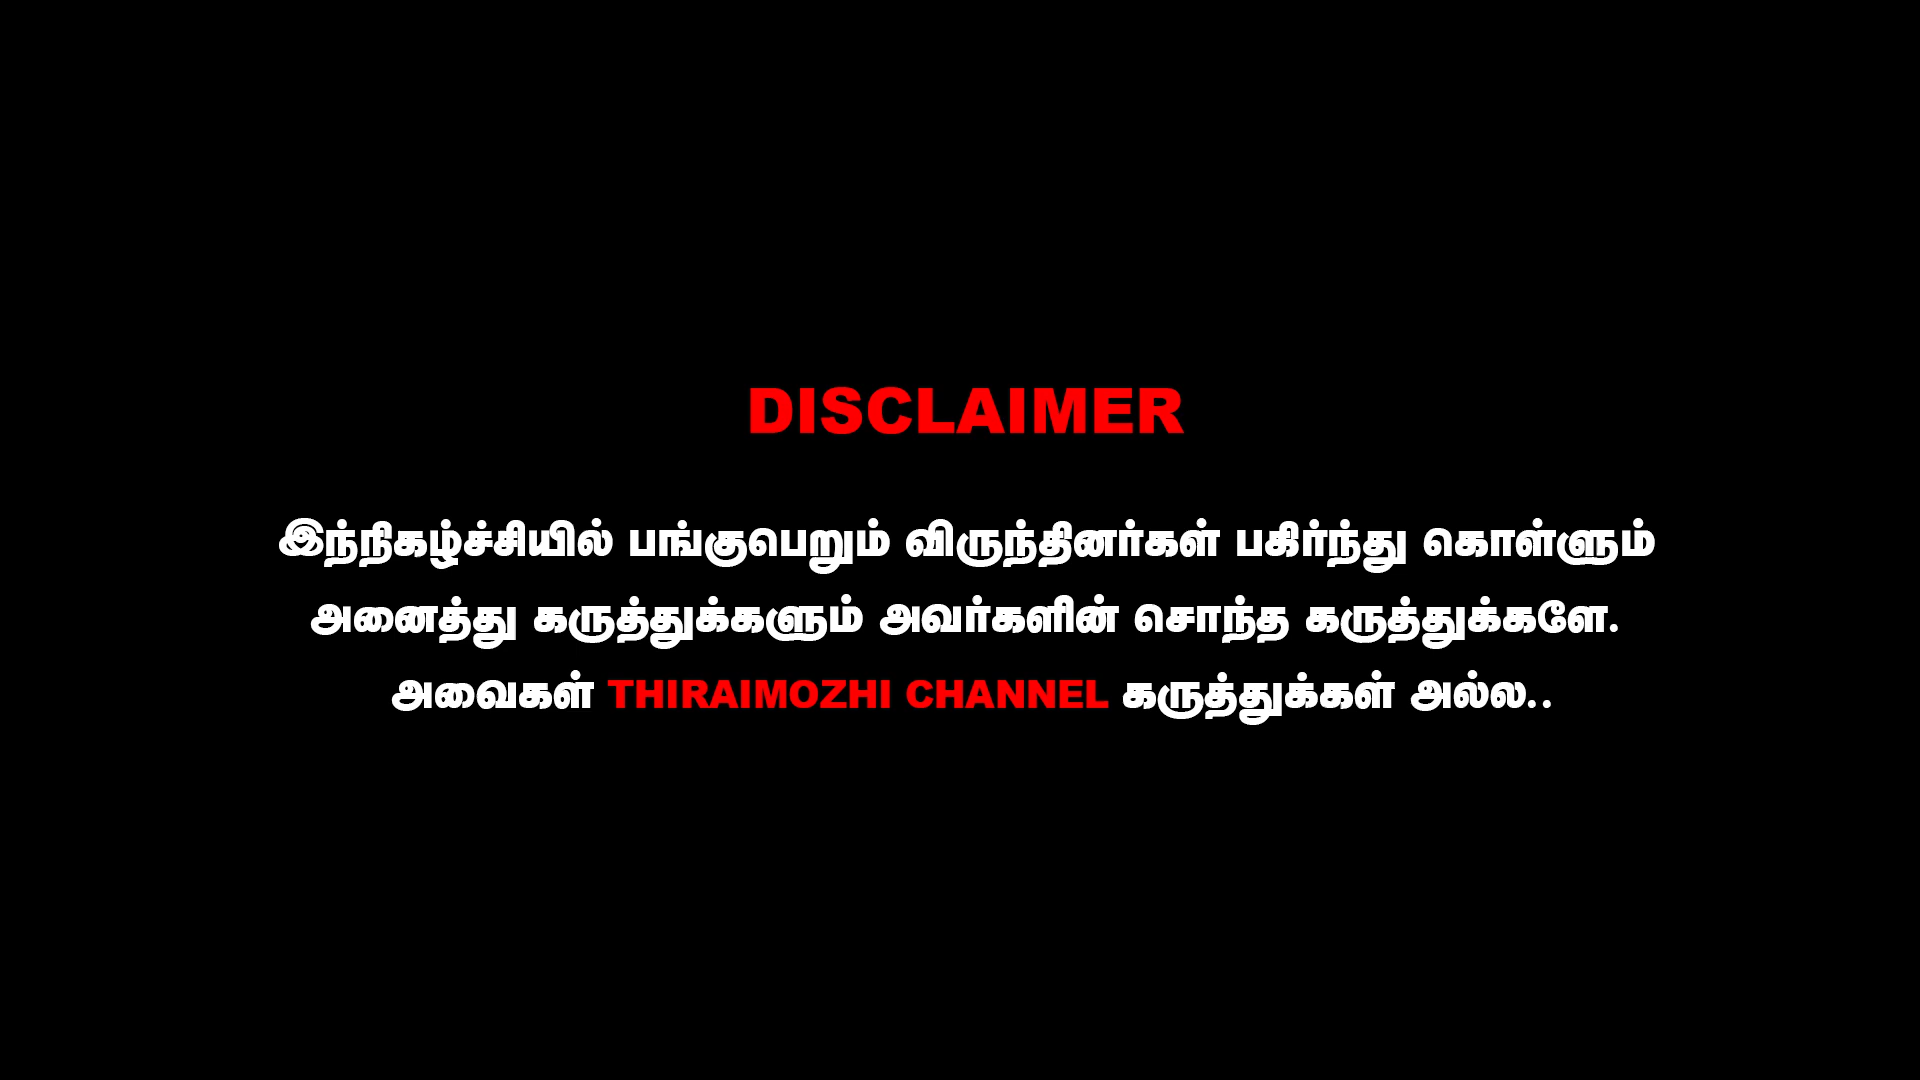 DISCLAIMER
இந்நிகழ்ச்சியில் பங்குபெறும் விருந்தினர்கள் பகிர்ந்து கொள்ளும்
அனைத்து கருத்துக்களும் அவர்களின் சொந்த கருத்துக்களே.
அவைகள் THIRAIMOZHI CHANNEL கருத்துக்கள் அல்ல..